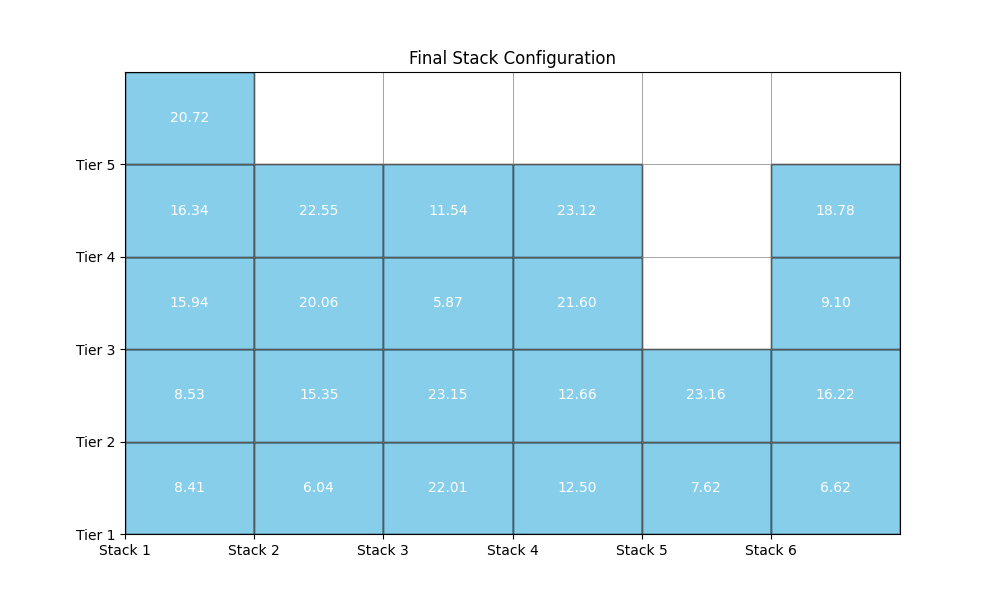 Final Stack Configuration
20.72
Tier 5
16.34 22.55 11.54 23.12 18.78
Tier 4
15.94 20.06 5.87 21.60 9.10
Tier 3
8.53 15.35 23.15 12.66 23.16 16.22
Tier 2
8.41 6.04 22.01 12.50 7.62 6.62
Tier 1
Stack 1 Stack 2 Stack 3 Stack 4 Stack 5 Stack 6